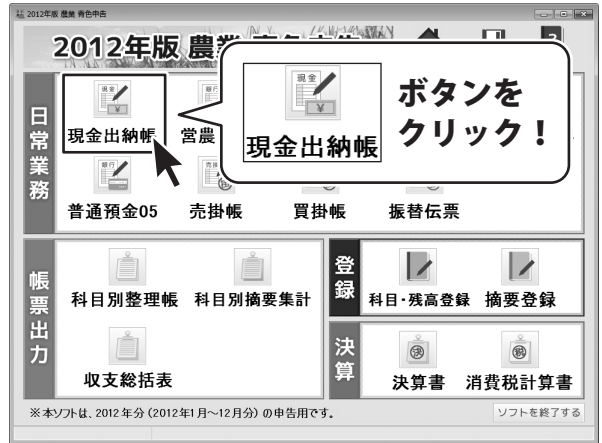 2012年版 農業 青色申告
2012年版 農
日常業務
現金出納帳
営農
現金出納帳
ボタンを
クリック！
普通預金05
売掛帳
買掛帳
振替伝票
帳票出力
科目別整理帳
科目別摘要集計
収支総括表
登録
科目・残高登録
摘要登録
決算
決算書
消費税計算書
※本ソフトは、2012年分（2012年1月～12月分）の申告用です。
ソフトを終了する